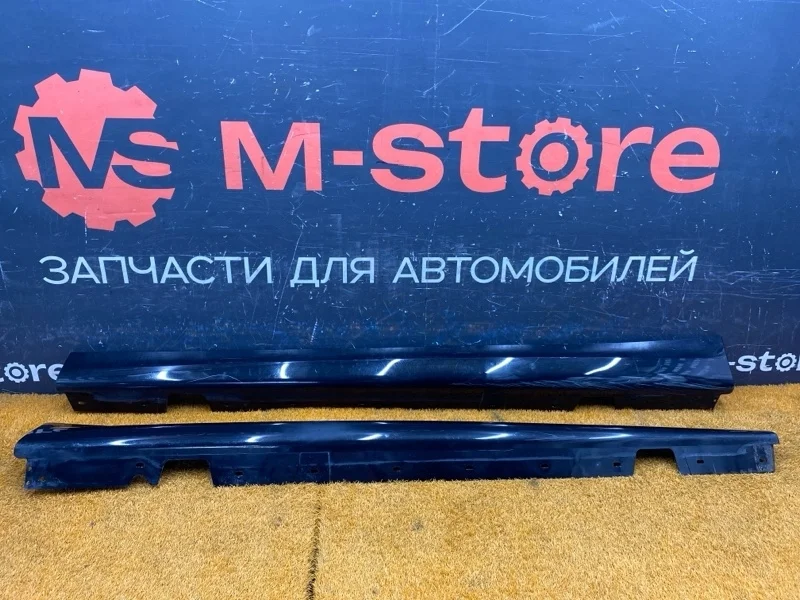 MS M-store
ЗАПЧАСТИ ДЛЯ АВТОМОБИЛЕЙ
store M-store